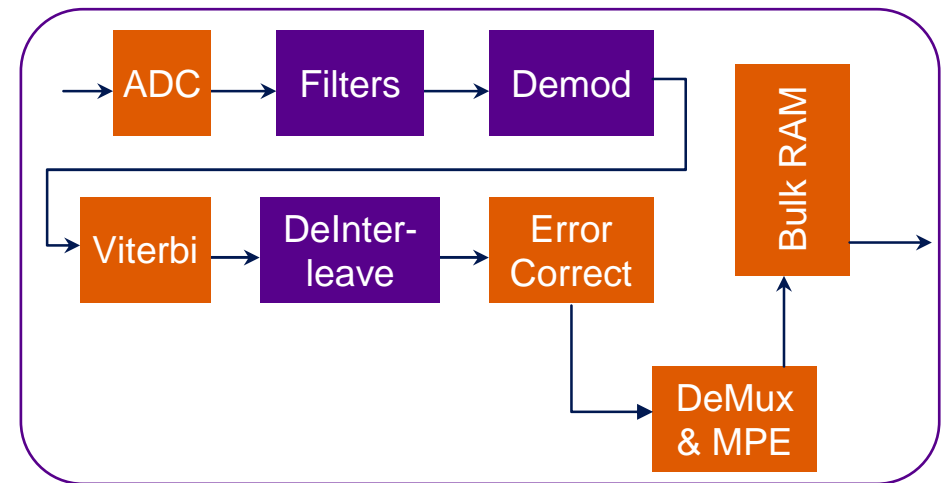 ADC
Filters
Demod
Bulk RAM
Viterbi
DeInter-
leave
Error
Correct
DeMux
& MPE